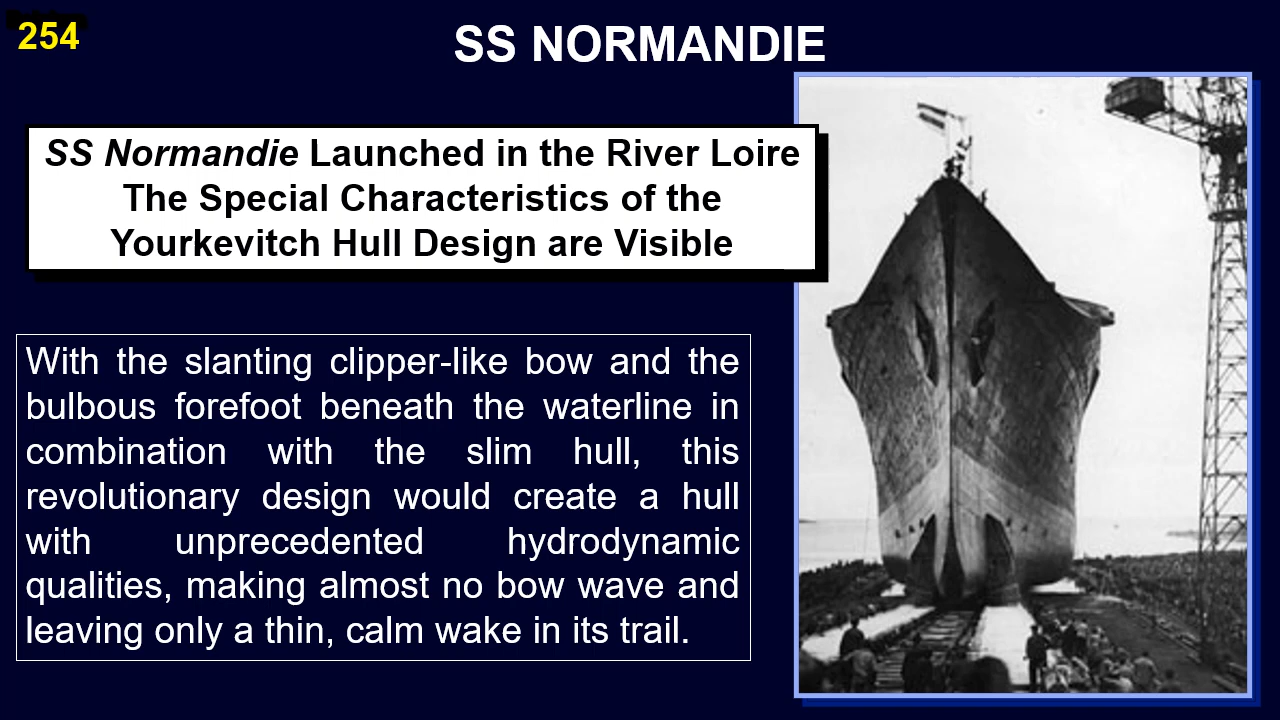 254
SS NORMANDIE
SS Normandie Launched in the River Loire
The Special Characteristics of the
Yourkevitch Hull Design are Visible
With the slanting clipper-like bow and the
bulbous forefoot beneath the waterline in
combination with the slim hull, this
revolutionary design would create a hull
with unprecedented hydrodynamic
qualities, making almost no bow wave and
leaving only a thin, calm wake in its trail.